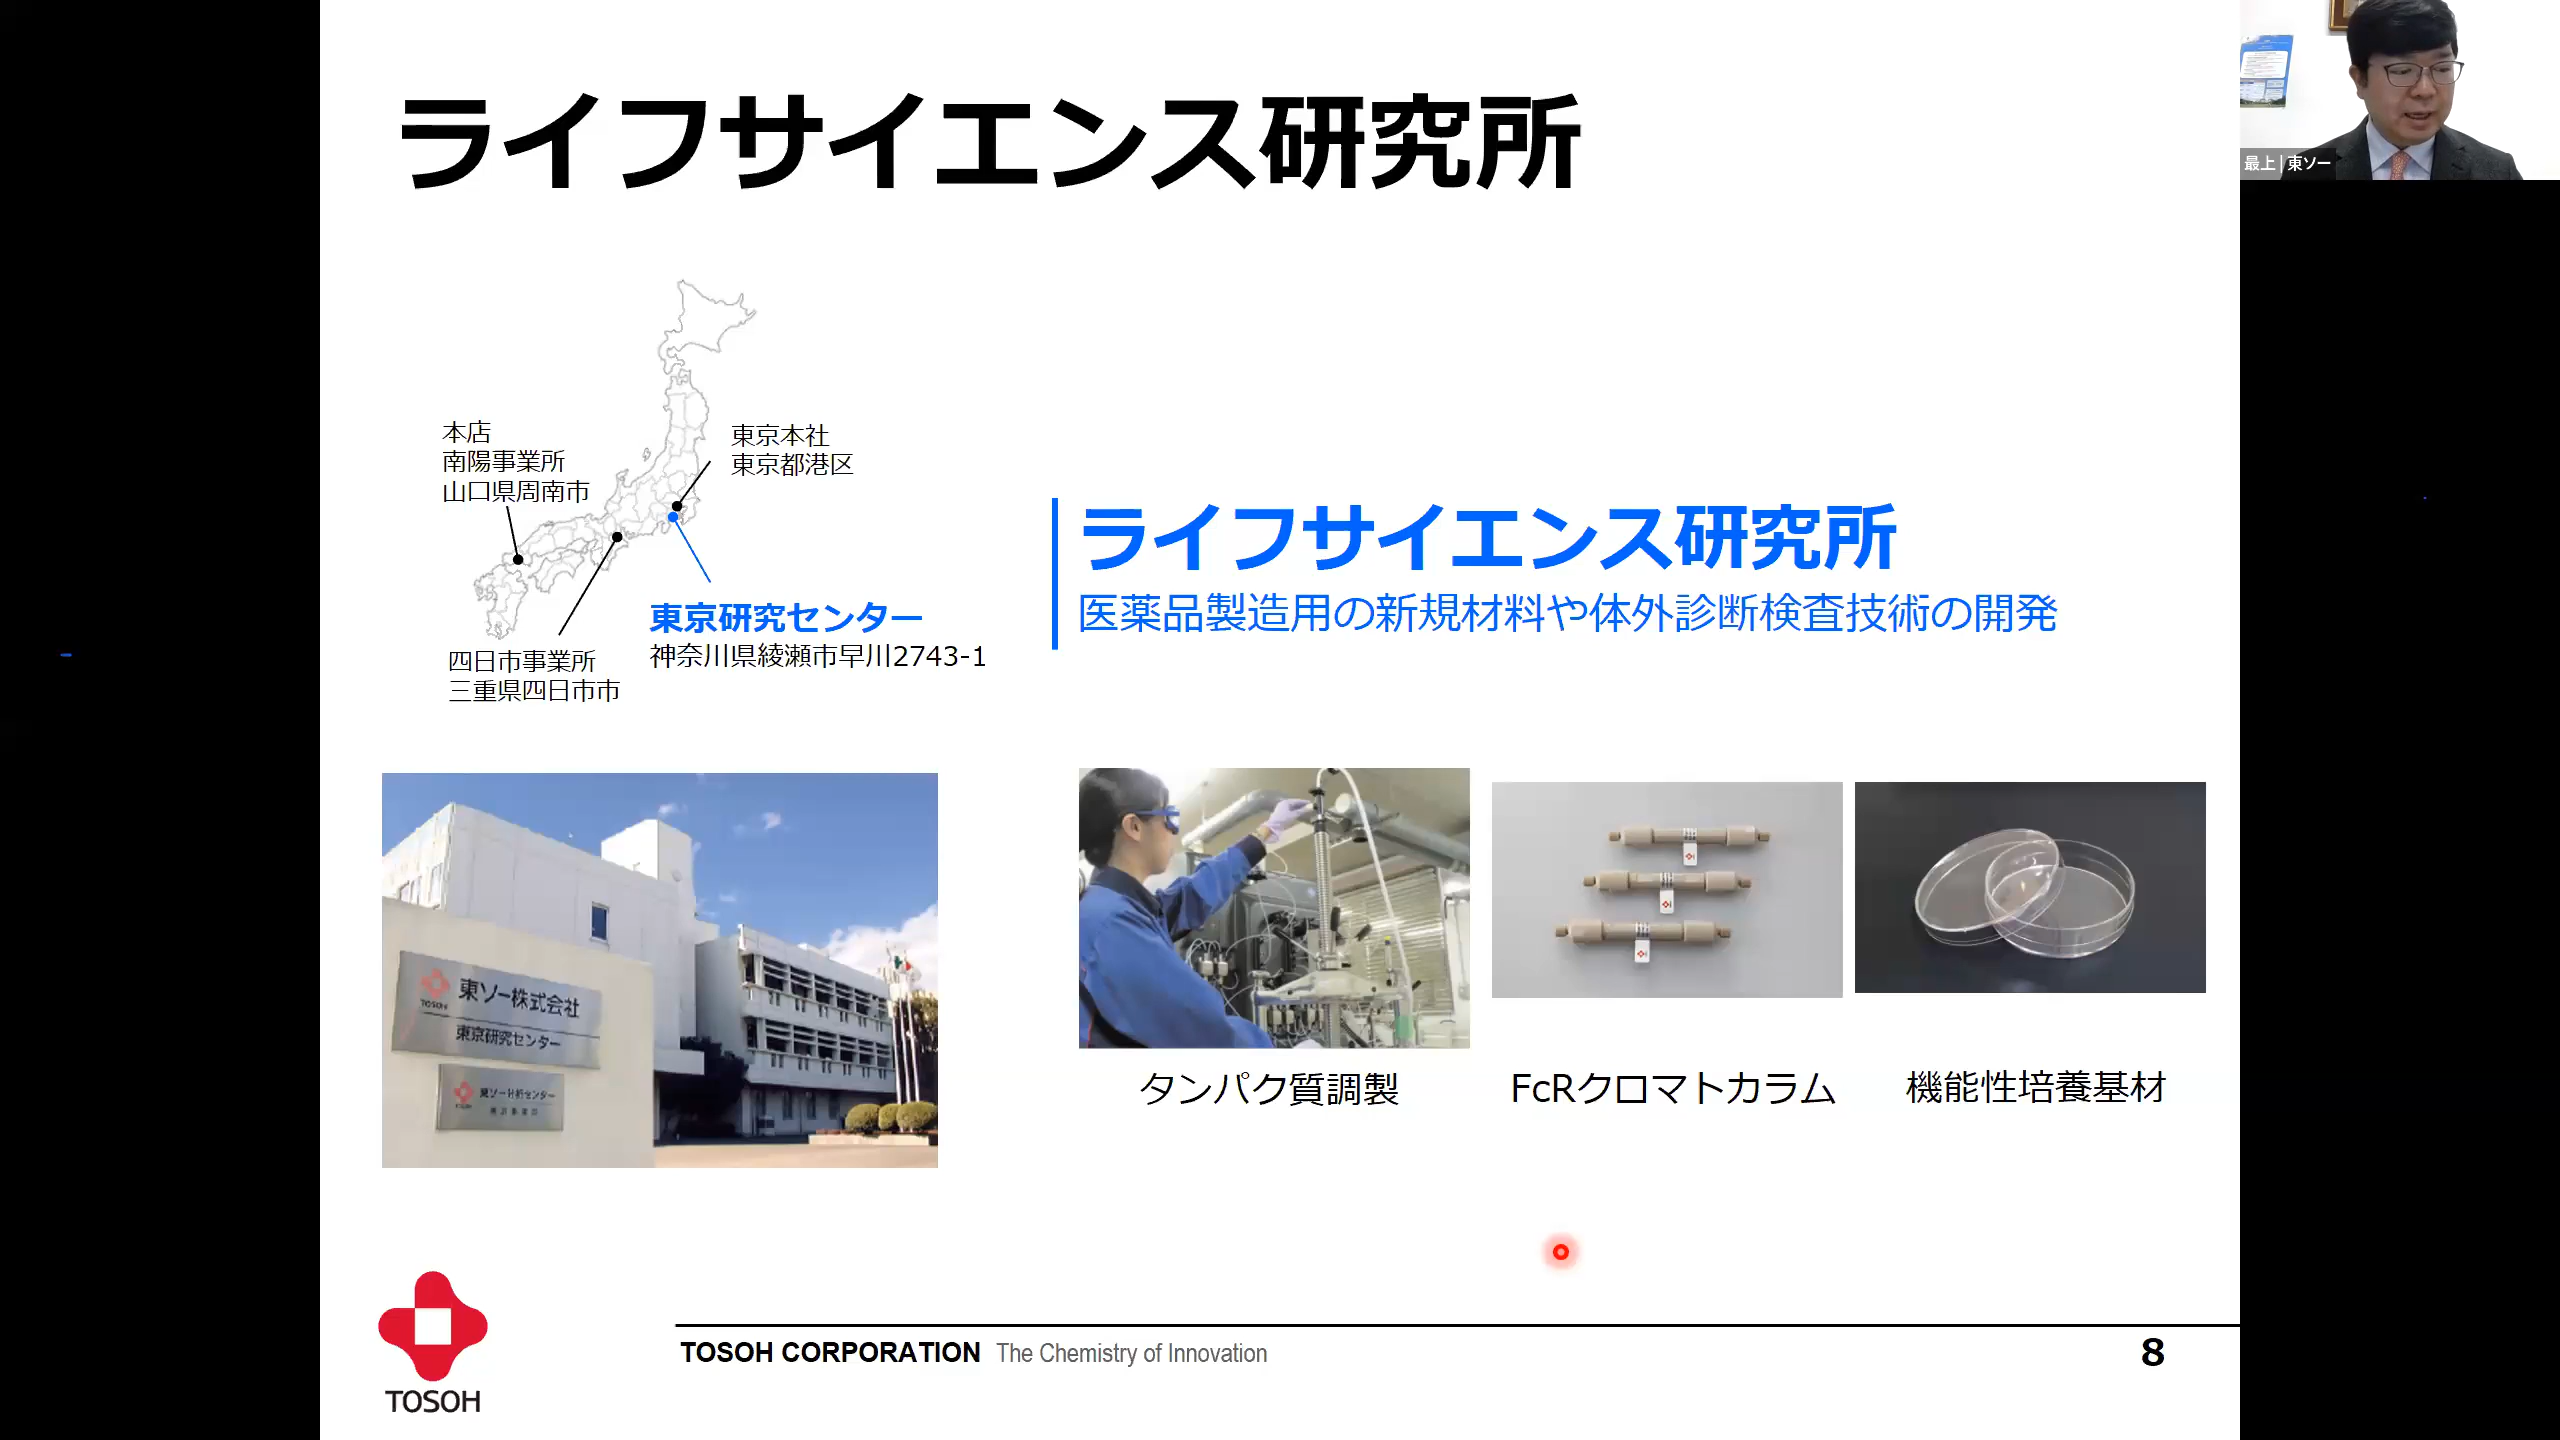 ライフサイエンス研究所
最上 | 東ソー
本店
南陽事業所
山口県周南市
東京本社
東京都港区
東京研究センター
神奈川県綾瀬市早川2743-1
四日市事業所
三重県四日市市
ライフサイエンス研究所
医薬品製造用の新規材料や体外診断検査技術の開発
TOSOH
東ソー株式会社
東京研究センター
東ソー分析センター
タンパク質調製
FcRクロマトカラム
機能性培養基材
TOSOH
TOSOH CORPORATION The Chemistry of Innovation
8